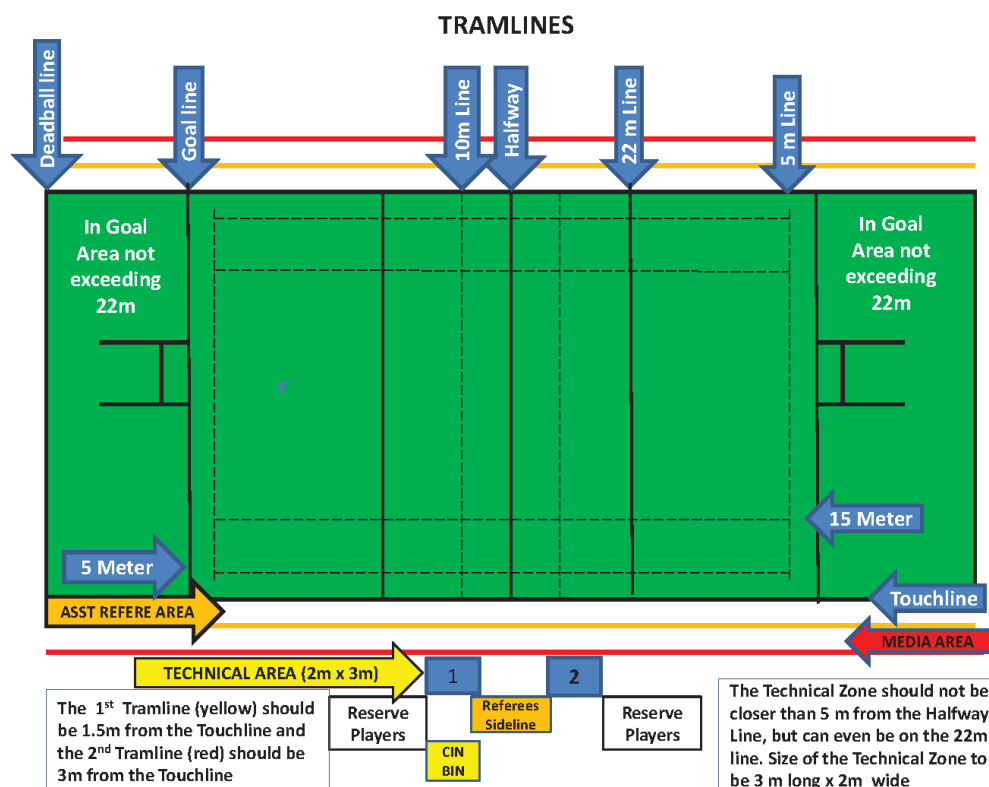 TRAMLINES
Deadball line
Goal line
10m Line
Halfway
22 m Line
5 m Line
In Goal
Area not
exceeding
22m
In Goal
Area not
exceeding
22m
15 Meter
5 Meter
Touchline
ASST REFERE AREA
MEDIA AREA
TECHNICAL AREA (2m x 3m)
1
2
The 1st Tramline (yellow) should
be 1.5m from the Touchline and
the 2nd Tramline (red) should be
3m from the Touchline
Reserve
Players
Referees
Sideline
Reserve
Players
CIN
BIN
The Technical Zone should not be
closer than 5 m from the Halfway
Line, but can even be on the 22m
line. Size of the Technical Zone to
be 3 m long x 2m wide